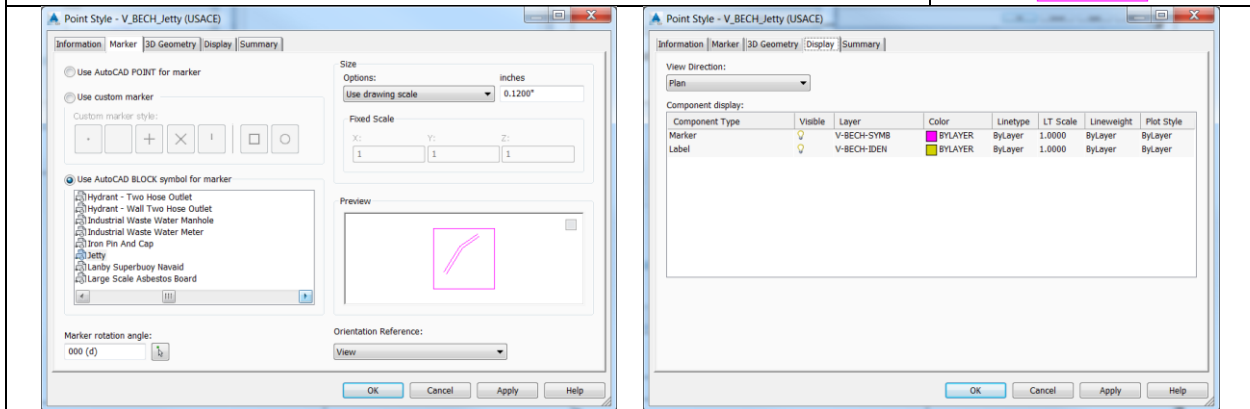 Point Style - V_BECH_Jetty (USACE)
Information Marker 3D Geometry Display Summary
Use AutoCAD POINT for marker
Use custom marker
Custom marker style:
Use AutoCAD BLOCK symbol for marker
Hydrant - Two Hose Outlet
Hydrant - Wall Two Hose Outlet
Industrial Waste Water Manhole
Industrial Waste Water Meter
Iron Pin And Cap
Jetty
Lanby Superbuoy Navaid
Large Scale Asbestos Board
Marker rotation angle:
000 (d)
Size
Options: inches
Use drawing scale 0.1200"
Fixed Scale
X: Y: Z:
1 1 1
Preview
Orientation Reference:
View
OK Cancel Apply Help
Point Style - V_BECH_Jetty (USACE)
Information Marker 3D Geometry Display Summary
View Direction:
Plan
Component display:
Component Type Visible Layer Color Linetype LT Scale Lineweight Plot Style
Marker V-BECH-SYMB BYLAYER ByLayer 1.0000 ByLayer ByLayer
Label V-BECH-IDEN BYLAYER ByLayer 1.0000 ByLayer ByLayer
OK Cancel Apply Help